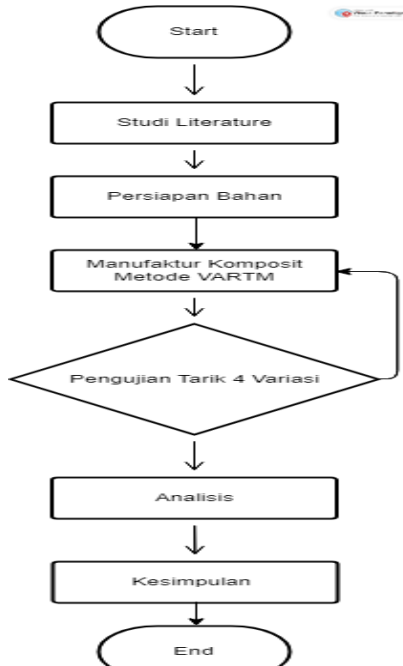 Start
Studi Literature
Persiapan Bahan
Manufaktur Komposit
Metode VARTM
Pengujian Tarik 4 Variasi
Analisis
Kesimpulan
End